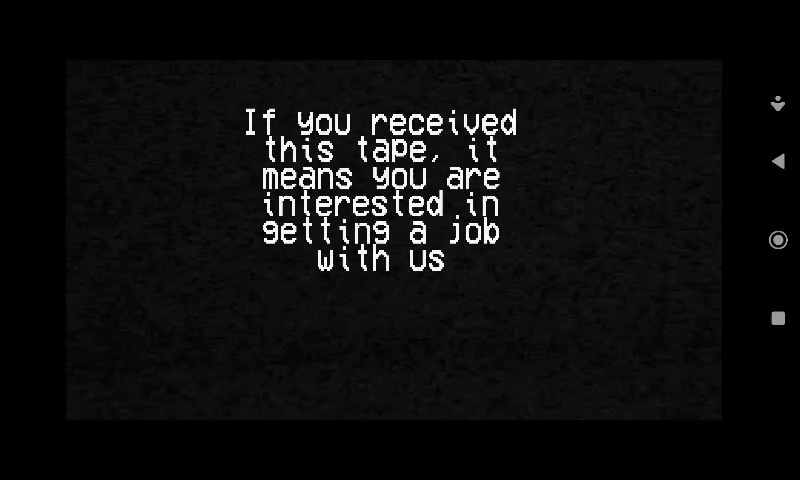 If you received
this tape, it
means you are
interested in
getting a job
with us